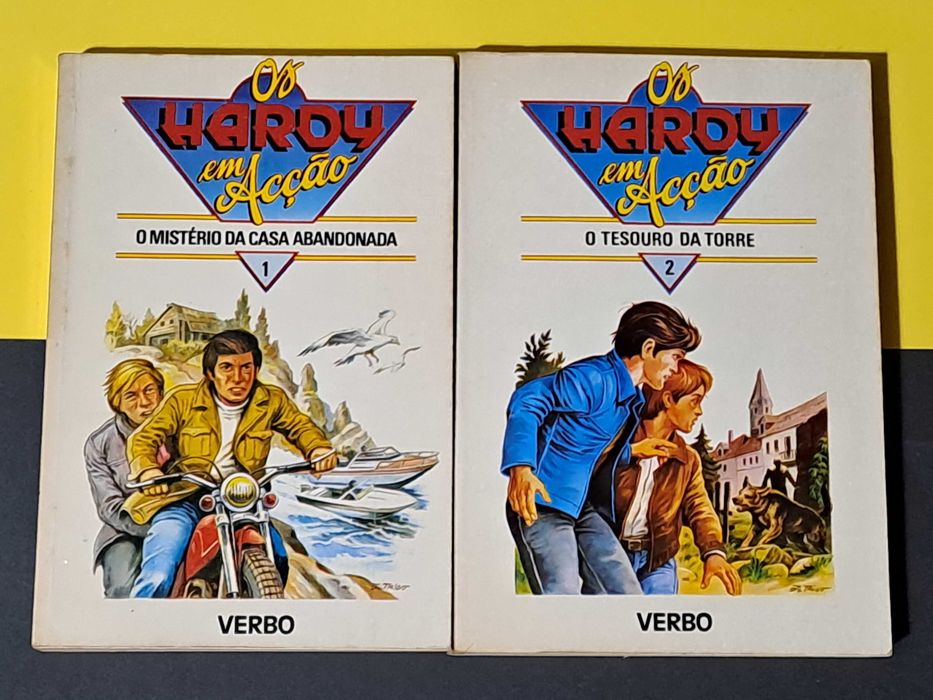 Os
HARDY
em
Acção
O MISTÉRIO DA CASA ABANDONADA
1
VERBO
Os
HARDY
em
Acção
O TESOURO DA TORRE
2
VERBO